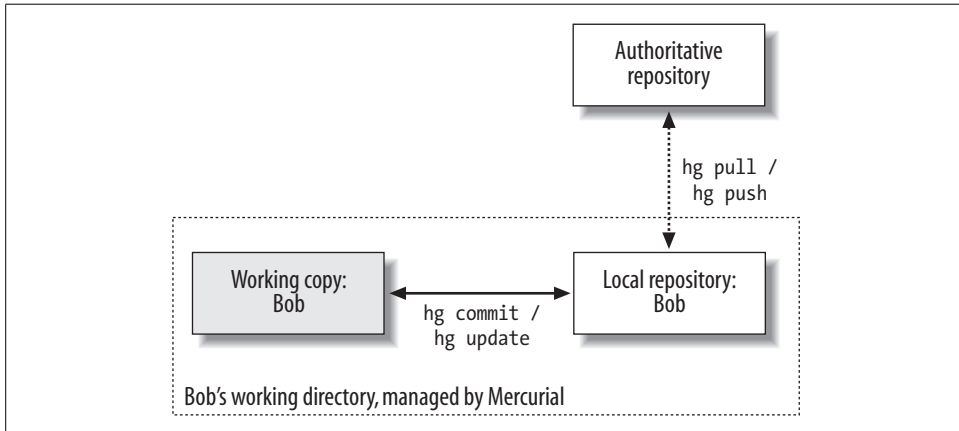 Authoritative
repository
hg pull /
hg push
Working copy:
Bob
hg commit /
hg update
Local repository:
Bob
Bob’s working directory, managed by Mercurial